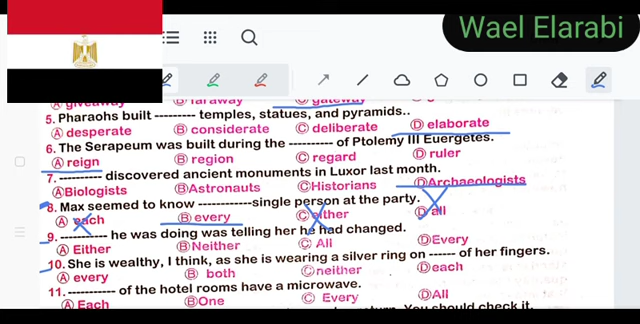 Wael Elarabi
Ⓐ giveaway Ⓑ faraway Ⓒ gateway
5. Pharaohs built --------- temples, statues, and pyramids..
Ⓐ desperate Ⓑ considerate Ⓒ deliberate Ⓓ elaborate
6. The Serapeum was built during the ---------- of Ptolemy III Euergetes.
Ⓐ reign Ⓑ region Ⓒ regard Ⓓ ruler
7. --------- discovered ancient monuments in Luxor last month.
ⒶBiologists ⒷAstronauts ⒸHistorians ⒹArchaeologists
8. Max seemed to know ------------single person at the party.
Ⓐ each Ⓑ every Ⓒ either Ⓓ all
9. ----------- he was doing was telling her he had changed.
Ⓐ Either ⒷNeither Ⓒ All ⒹEvery
10. She is wealthy, I think, as she is wearing a silver ring on ------ of her fingers.
Ⓐ every Ⓑ both Ⓒneither Ⓓeach
11.----------- of the hotel rooms have a microwave.
Ⓐ Each ⒷOne Ⓒ Every ⒹAll
You should check it.